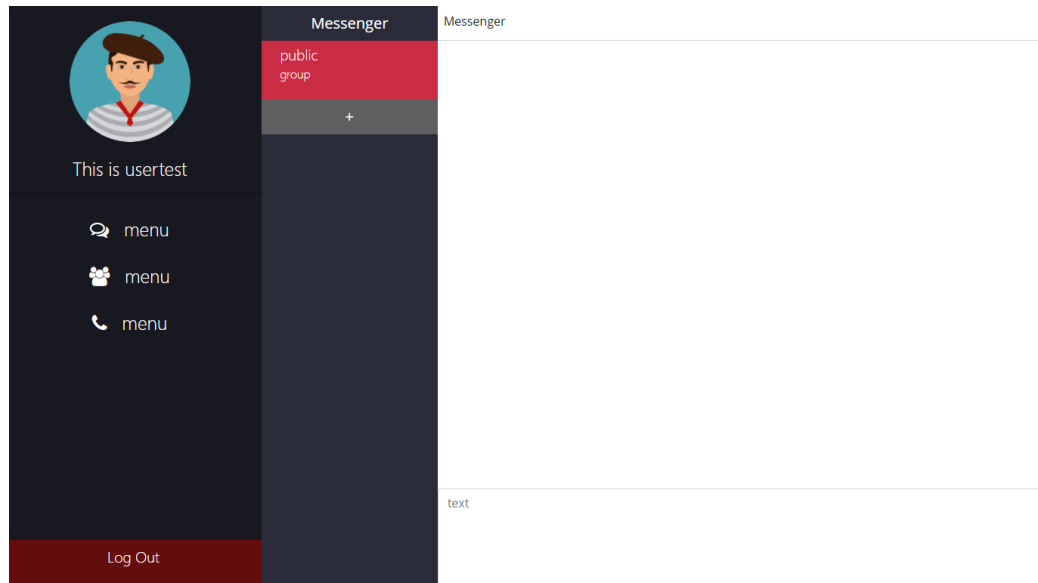 This is usertest
menu
menu
menu
Log Out
Messenger
public
group
+
Messenger
text